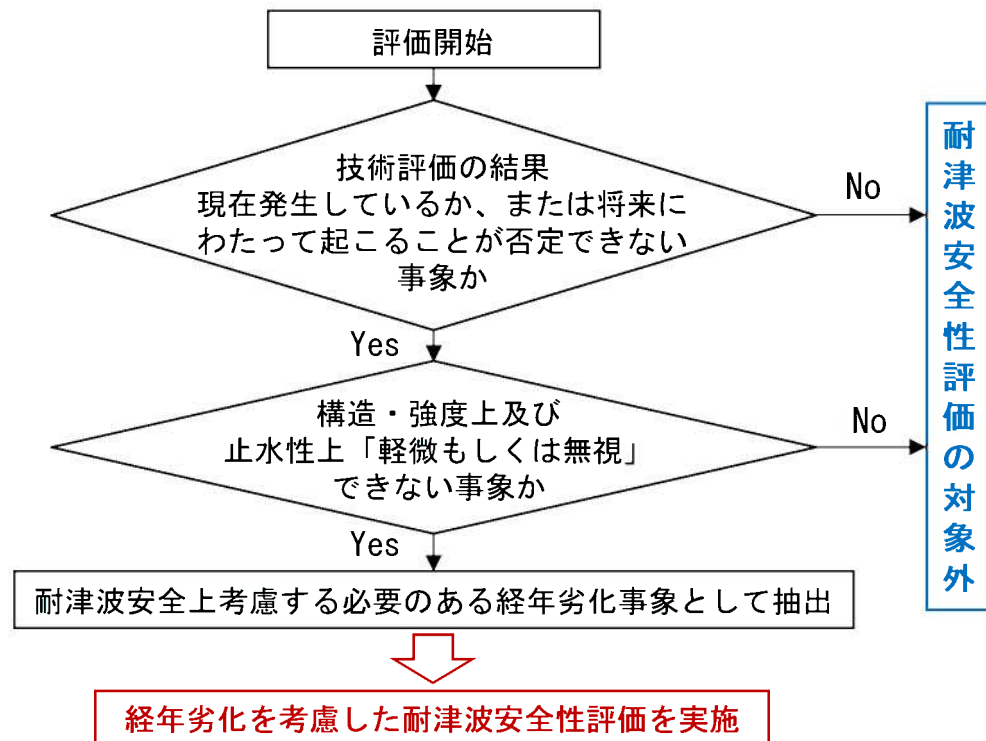 評価開始
技術評価の結果
現在発生しているか、または将来に
わたって起こることが否定できない
事象か
No
Yes
構造・強度上及び
止水性上「軽微もしくは無視」
できない事象か
No
Yes
耐津波安全性評価の対象外
耐津波安全上考慮する必要のある経年劣化事象として抽出
経年劣化を考慮した耐津波安全性評価を実施